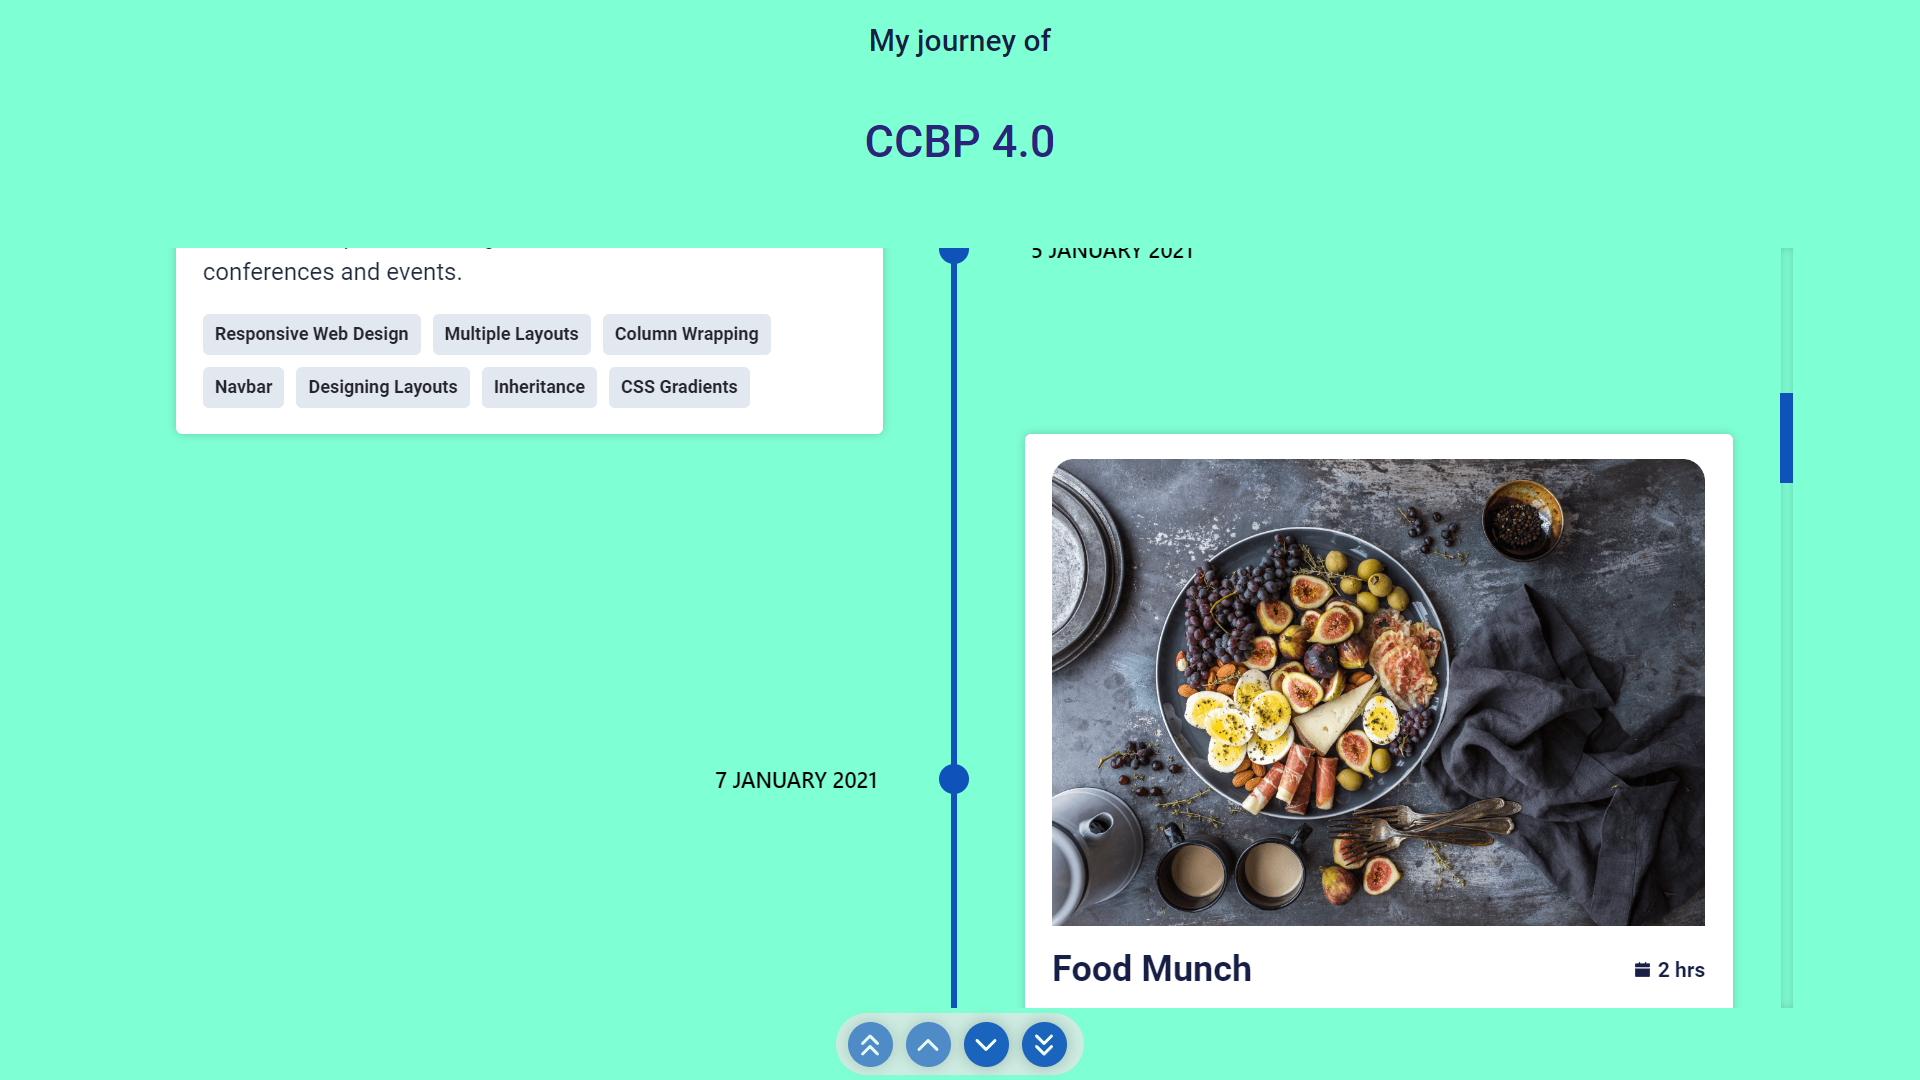 My journey of
CCBP 4.0
conferences and events.
5 JANUARY 2021
Responsive Web Design
Multiple Layouts
Column Wrapping
Navbar
Designing Layouts
Inheritance
CSS Gradients
7 JANUARY 2021
Food Munch
2 hrs